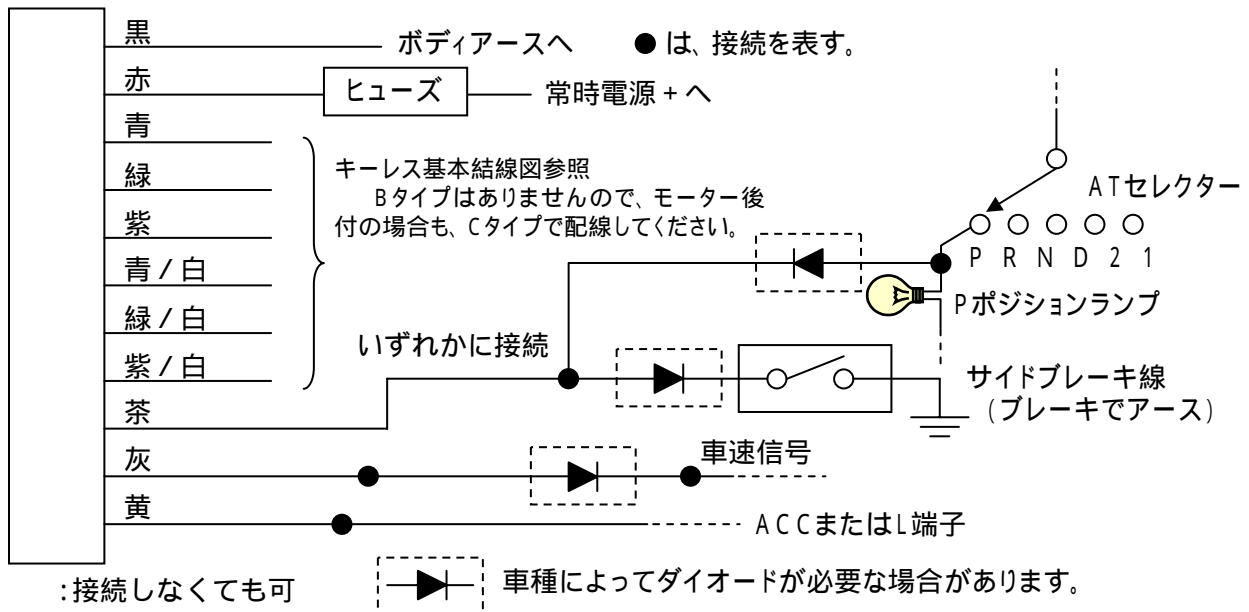 黒
ボディアースへ
●は、接続を表す。
赤
ヒューズ
常時電源+へ
青
緑
紫
青/白
緑/白
紫/白
キーレス基本結線図参照
Bタイプはありませんので、モーター後
付の場合も、Cタイプで配線してください。
ATセレクター
P R N D 2 1
Pポジションランプ
いずれかに接続
サイドブレーキ線
(ブレーキでアース)
茶
灰
車速信号
黄
ACCまたはL端子
:接続しなくても可
車種によってダイオードが必要な場合があります。